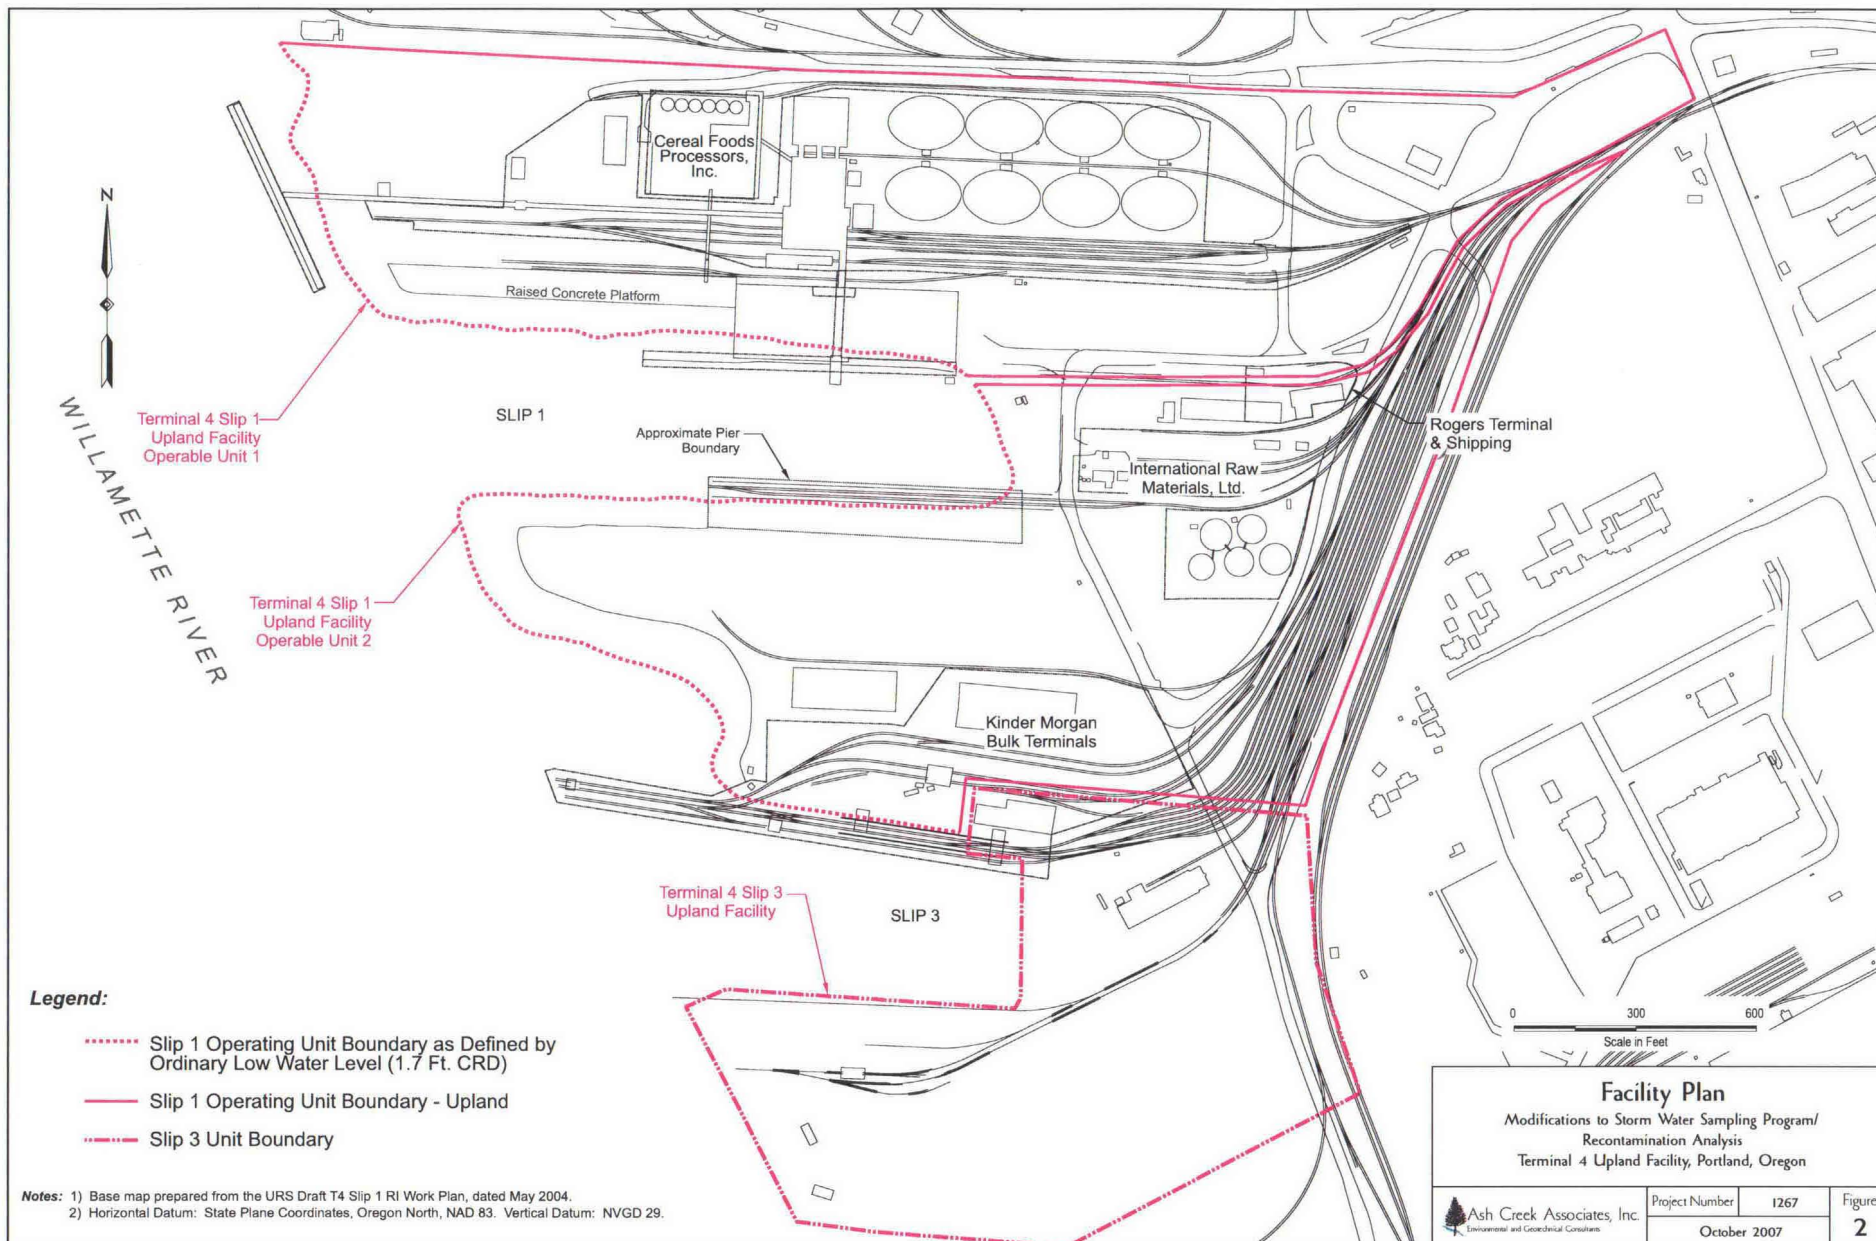 N
WILLAMETTE RIVER
Cereal Foods
Processors,
Inc.
Raised Concrete Platform
Terminal 4 Slip 1
Upland Facility
Operable Unit 1
SLIP 1
Approximate Pier
Boundary
Rogers Terminal
& Shipping
International Raw
Materials, Ltd.
Terminal 4 Slip 1
Upland Facility
Operable Unit 2
Kinder Morgan
Bulk Terminals
Terminal 4 Slip 3
Upland Facility
SLIP 3
Legend:
Slip 1 Operating Unit Boundary as Defined by
Ordinary Low Water Level (1.7 Ft. CRD)
Slip 1 Operating Unit Boundary - Upland
Slip 3 Unit Boundary
Notes: 1) Base map prepared from the URS Draft T4 Slip 1 RI Work Plan, dated May 2004.
2) Horizontal Datum: State Plane Coordinates, Oregon North, NAD 83. Vertical Datum: NVGD 29.
0 300 600
Scale in Feet
Facility Plan
Modifications to Storm Water Sampling Program/
Recontamination Analysis
Terminal 4 Upland Facility, Portland, Oregon
Ash Creek Associates, Inc.
Environmental and Geotechnical Consultants
Project Number 1267
October 2007
Figure
2